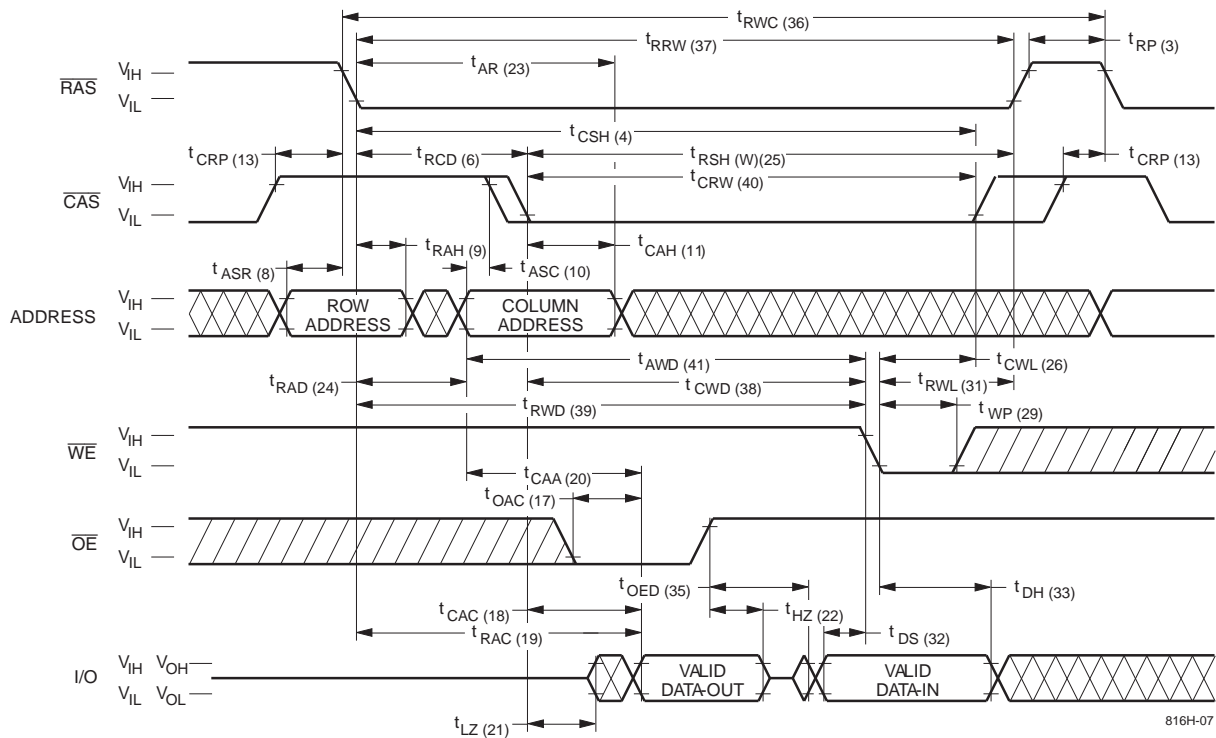 tRWC (36)
tRRW (37)
tRP (3)
tAR (23)
RAS
VIH
VIL
tCSH (4)
tCRP (13)
tRCD (6)
tRSH (W)(25)
tCRP (13)
tCRW (40)
CAS
VIH
VIL
tRAH (9)
tCAH (11)
tASR (8)
tASC (10)
ADDRESS
VIH
VIL
ROW
ADDRESS
COLUMN
ADDRESS
tAWD (41)
tCWL (26)
tRAD (24)
tCWD (38)
tRWL (31)
tRWD (39)
tWP (29)
WE
VIH
VIL
tCAA (20)
tOAC (17)
OE
VIH
VIL
tOED (35)
tDH (33)
tCAC (18)
tHZ (22)
tRAC (19)
tDS (32)
I/O
VIH VOH
VIL VOL
VALID
DATA-OUT
VALID
DATA-IN
tLZ (21)
816H-07